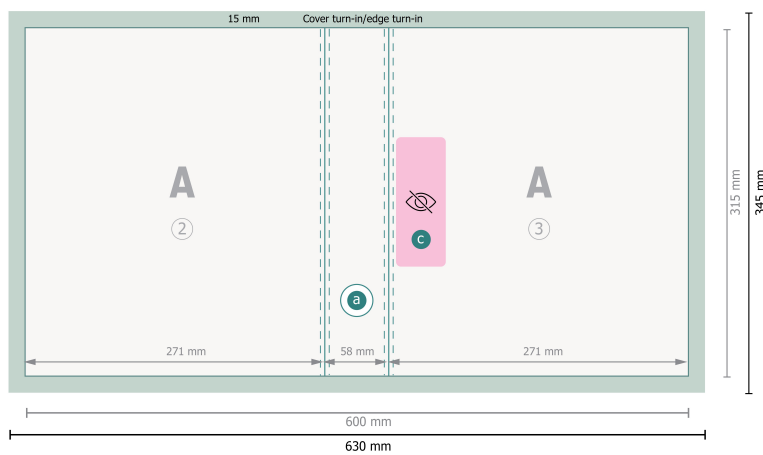 15 mm
Cover turn-in/edge turn-in
A
A
2
3
c
a
271 mm
58 mm
271 mm
315 mm
345 mm
600 mm
630 mm